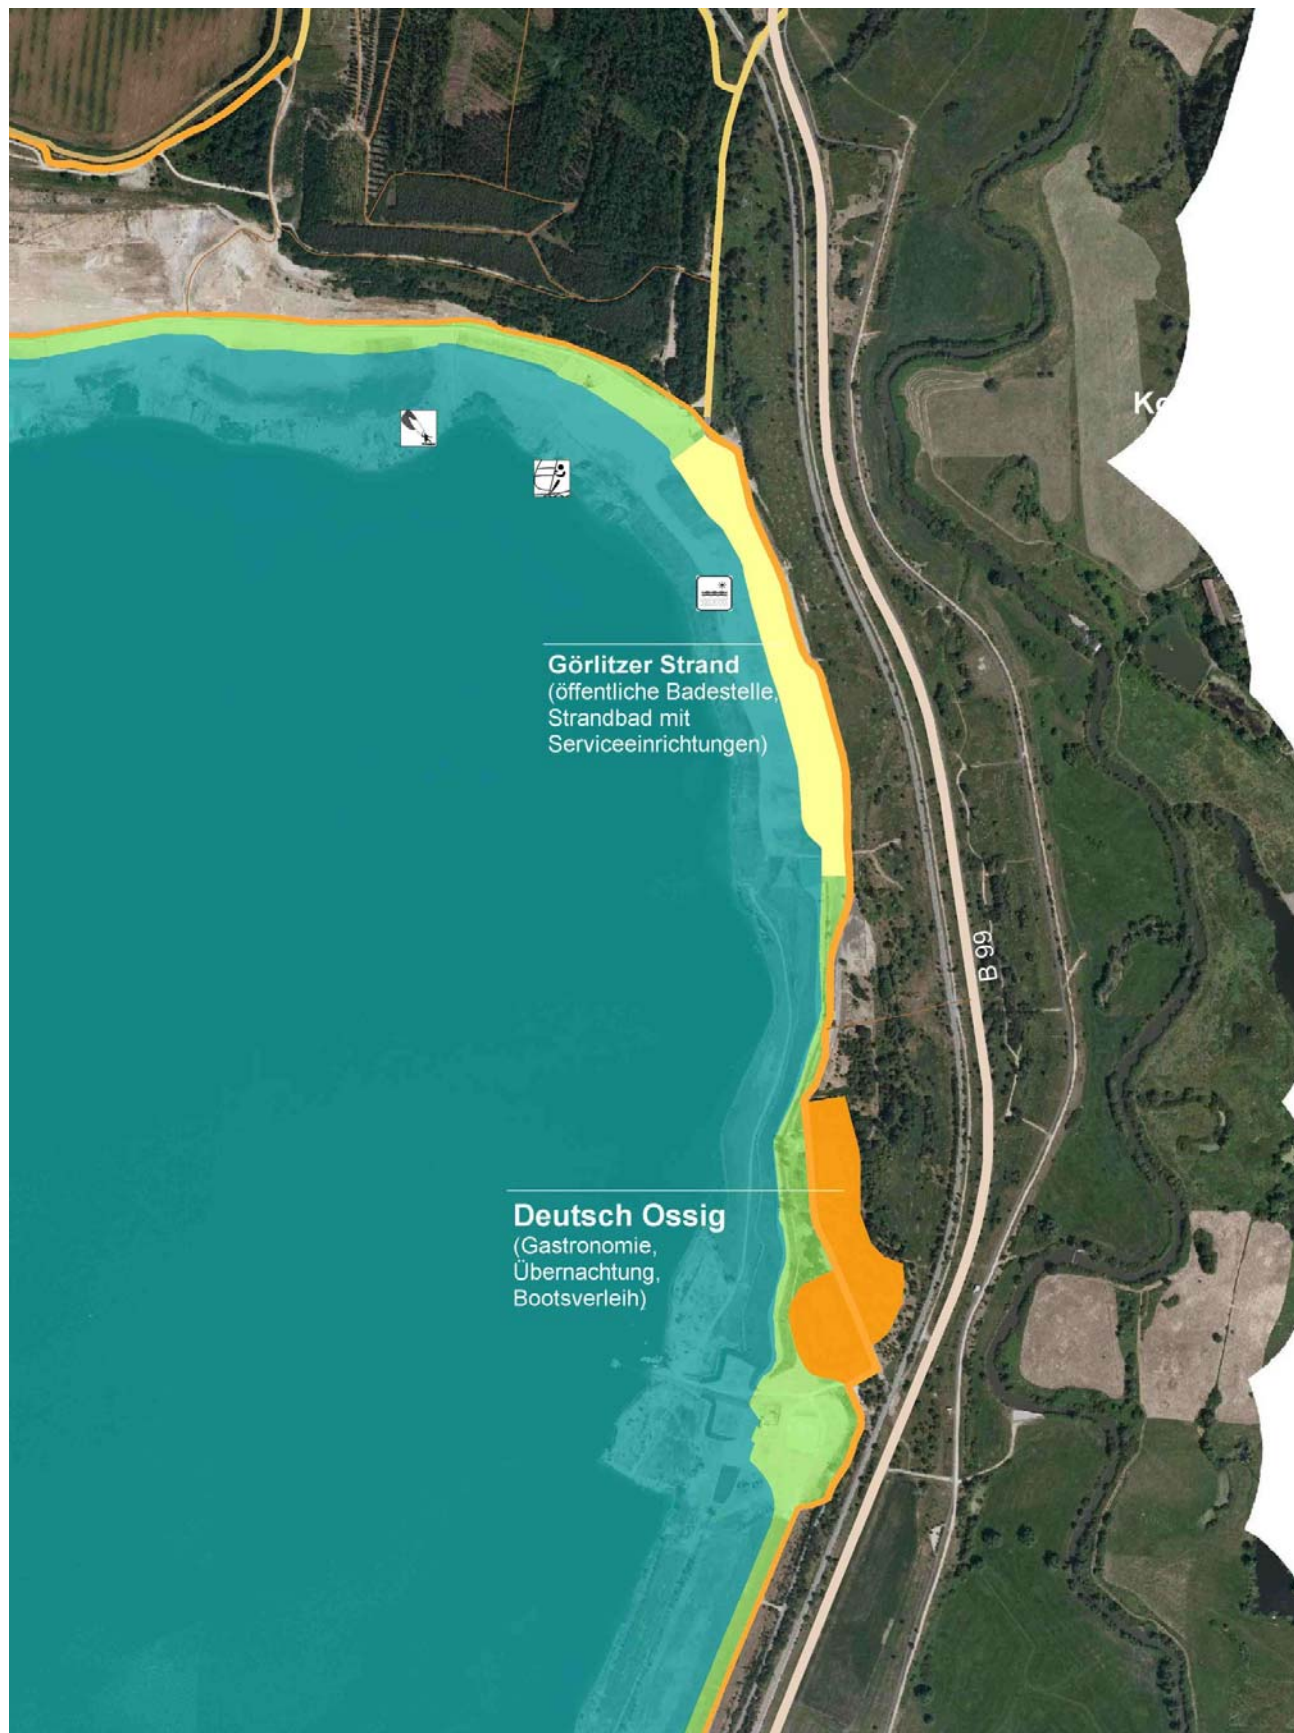 Görlitzer Strand
(öffentliche Badestelle,
Strandbad mit
Serviceeinrichtungen)
B 99
Deutsch Ossig
(Gastronomie,
Übernachtung,
Bootsverleih)